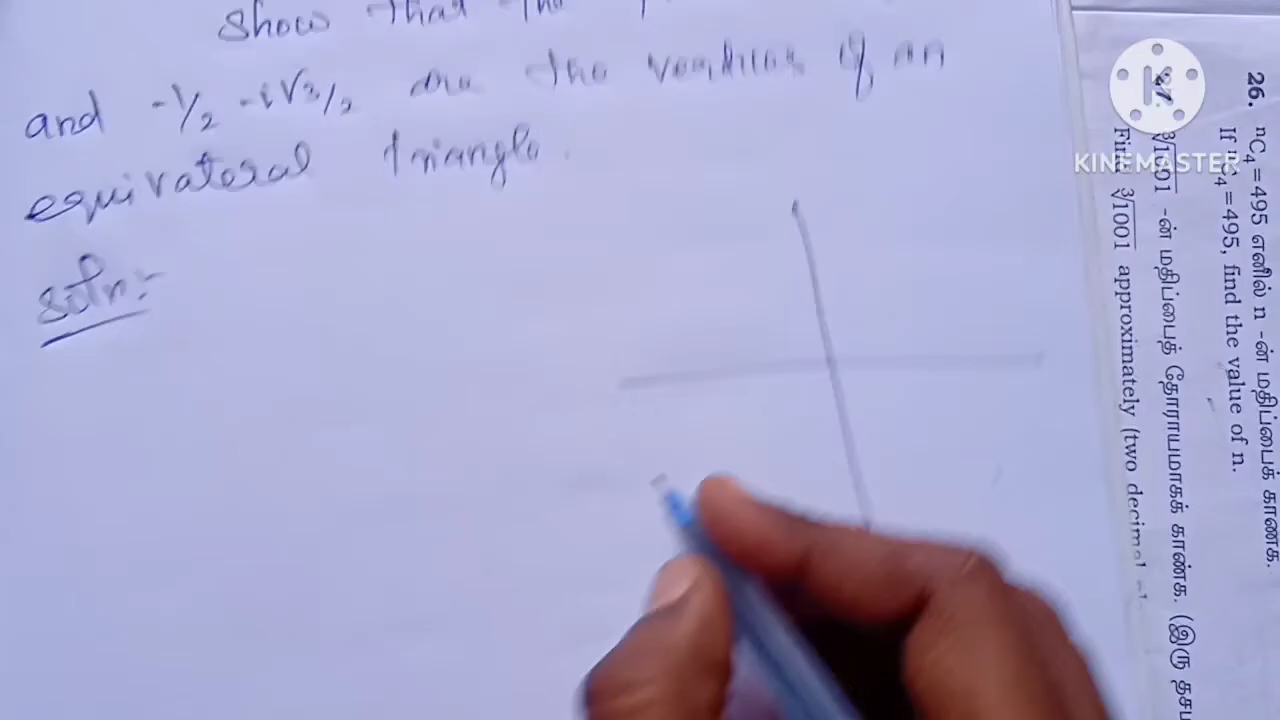 show that the
and -1/2 -i√3/2 are the vertices of an
equivateral triangle.
soln:-
26. nC₄ = 495 எனில் n -ன் மதிப்பைக் காண்க.
If nC₄ = 495, find the value of n.
27. ∛1001 -ன் மதிப்பைத் தோராயமாகக் காண்க. (இரு
Find ∛1001 approximately (two decimal
KINEMASTER